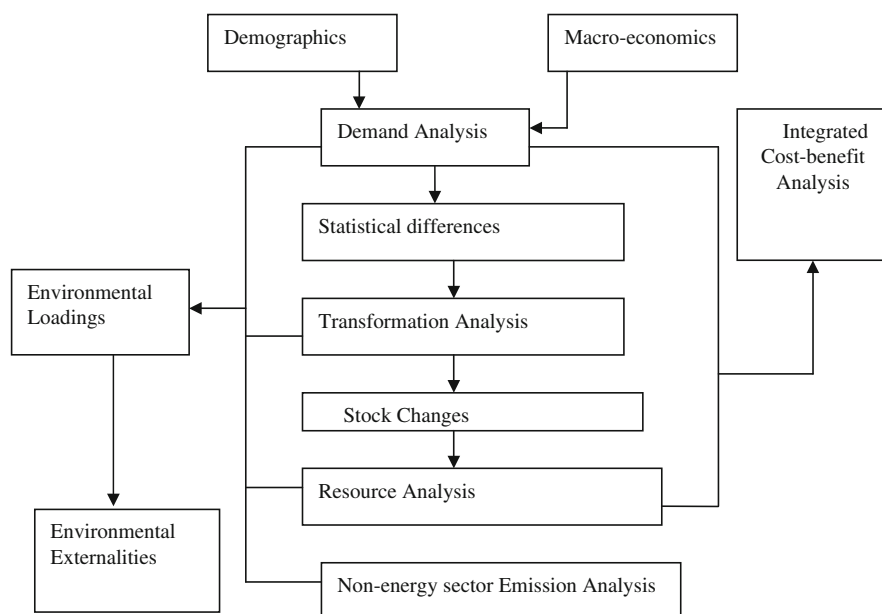 Demographics
Macro-economics
Demand Analysis
Integrated
Cost-benefit
Analysis
Statistical differences
Environmental
Loadings
Transformation Analysis
Stock Changes
Resource Analysis
Environmental
Externalities
Non-energy sector Emission Analysis